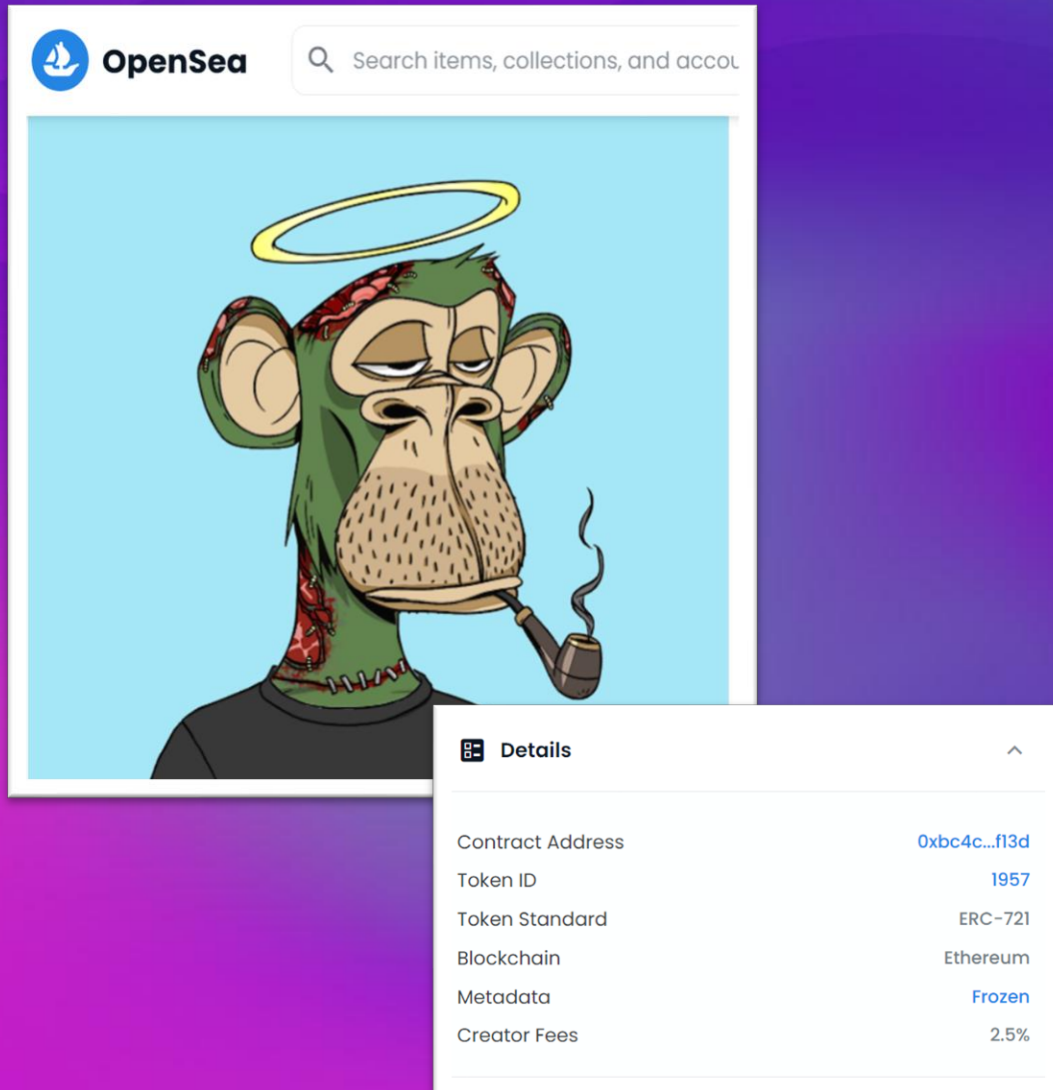 OpenSea
Search items, collections, and accou
Details
Contract Address 0xbc4c...f13d
Token ID 1957
Token Standard ERC-721
Blockchain Ethereum
Metadata Frozen
Creator Fees 2.5%